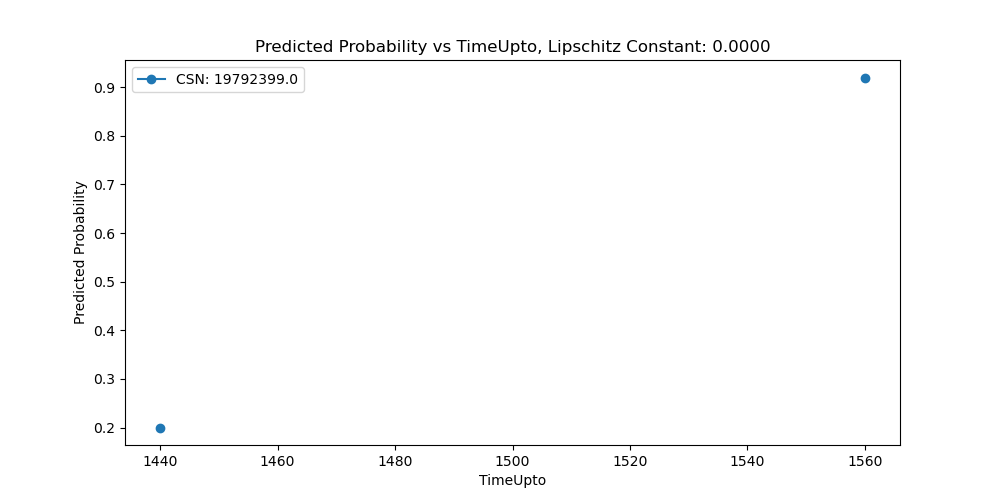 Predicted Probability vs TimeUpto, Lipschitz Constant: 0.0000
CSN: 19792399.0
Predicted Probability
0.9
0.8
0.7
0.6
0.5
0.4
0.3
0.2
1440 1460 1480 1500 1520 1540 1560
TimeUpto